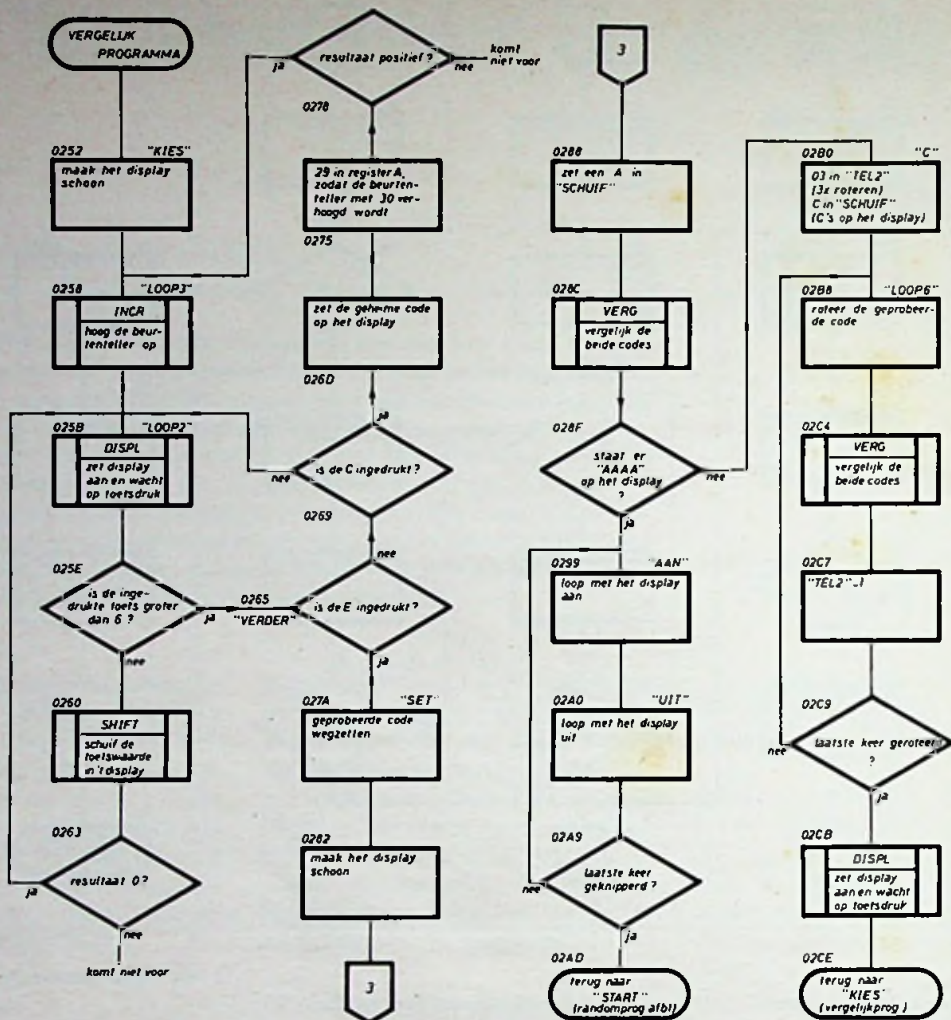 VERGELIJK
PROGRAMMA
0252 "KIES"
maak het display
schoon
0258 "LOOP3"
INCR
hoog de beur-
tenteller op
025B "LOOP2"
DISPL
zet display
aan en wacht
op toetsdruk
025E
is de inge-
drukte toets groter
dan 6 ?
ja
nee
0260
SHIFT
schuif de
toetswaarde
in 't display
0263
resultaat 0?
ja
nee
komt niet voor
resultaat positief ?
ja
nee
komt
niet voor
0278
29 in register A,
zodat de beurten-
teller met 30 ver-
hoogd wordt
0275
zet de geheime code
op het display
026D
ja
is de C ingedrukt?
nee
0269
nee
0265
"VERDER"
is de E ingedrukt?
ja
027A "SET"
geprobeerde code
wegzetten
0282
maak het display
schoon
3
3
0288
zet een A in
"SCHUIF"
028C
VERG
vergelijk de
beide codes
028F
staat er
"AAAA"
op het display
?
nee
ja
0299 "AAN"
loop met het display
aan
02A0 "UIT"
loop met het display
uit
02A9
laatste keer
geknipperd ?
nee
ja
02AD
terug naar
"START"
(randomprog afb1)
02B0 "C"
03 in "TEL2"
(3x roteren)
C in "SCHUIF"
(C's op het display)
02B8 "LOOP6"
roteer de geprobeer-
de code
02C4
VERG
vergelijk de
beide codes
02C7
"TEL2" -1
02C9
laatste keer geroteerd
?
nee
ja
02CB
DISPL
zet display
aan en wacht
op toetsdruk
02CE
terug naar
"KIES"
(vergelijkprog)